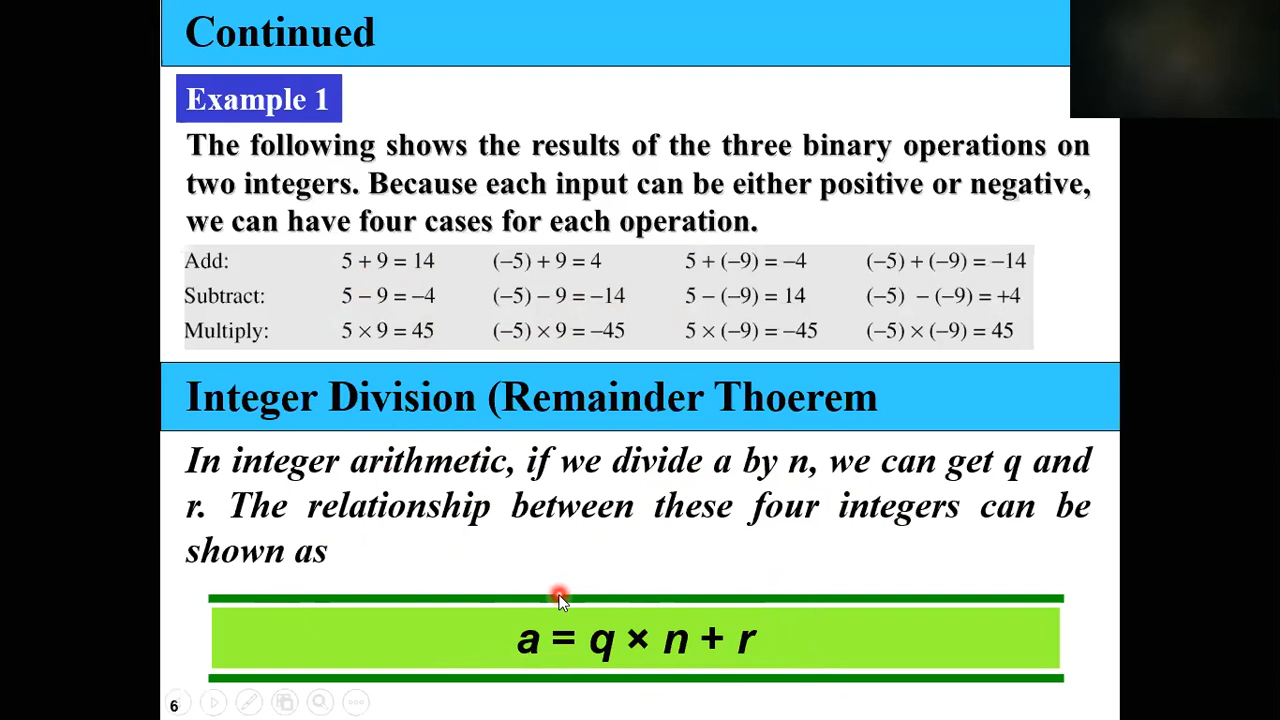 Continued
Example 1
The following shows the results of the three binary operations on
two integers. Because each input can be either positive or negative,
we can have four cases for each operation.
Add: 5 + 9 = 14 (−5) + 9 = 4 5 + (−9) = −4 (−5) + (−9) = −14
Subtract: 5 − 9 = −4 (−5) − 9 = −14 5 − (−9) = 14 (−5) − (−9) = +4
Multiply: 5 × 9 = 45 (−5) × 9 = −45 5 × (−9) = −45 (−5) × (−9) = 45
Integer Division (Remainder Thoerem
In integer arithmetic, if we divide a by n, we can get q and
r. The relationship between these four integers can be
shown as
a = q × n + r
6